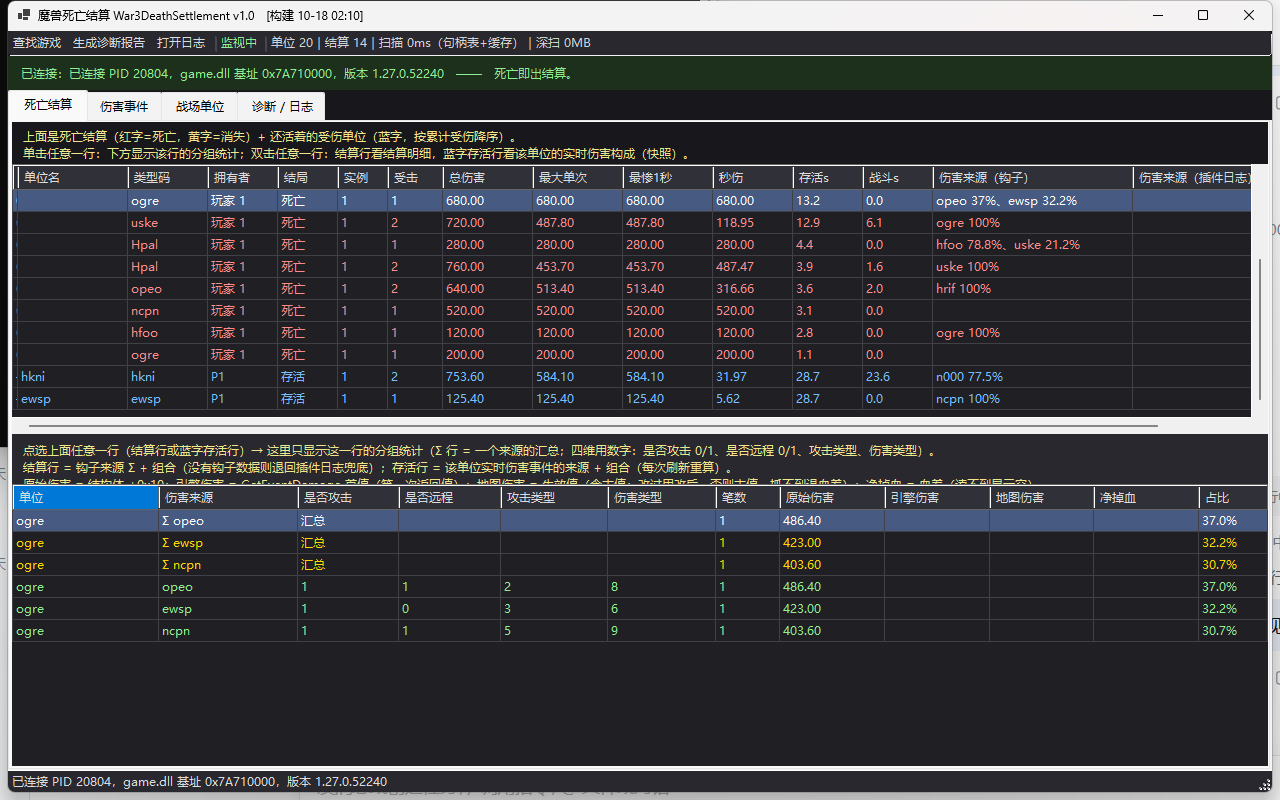 魔兽死亡结算 War3DeathSettlement v1.0 [构建 10-18 02:10]
查找游戏 生成诊断报告 打开日志 | 监视中 | 单位 20 | 结算 14 | 扫描 0ms（句柄表+缓存） | 深扫 0MB
已连接：已连接 PID 20804，game.dll 基址 0x7A710000，版本 1.27.0.52240 —— 死亡即出结算。
死亡结算 伤害事件 战场单位 诊断 / 日志
上面是死亡结算（红字=死亡，黄字=消失）+ 还活着的受伤单位（蓝字，按累计受伤降序）。
单击任意一行：下方显示该行的分组统计；双击任意一行：结算行看结算明细，蓝字存活行看该单位的实时伤害构成（快照）。
单位名 类型码 拥有者 结局 实例 受击 总伤害 最大单次 最惨1秒 秒伤 存活s 战斗s 伤害来源（钩子） 伤害来源（插件日志）
ogre 玩家 1 死亡 1 1 680.00 680.00 680.00 680.00 13.2 0.0 opeo 37%、ewsp 32.2%
uske 玩家 1 死亡 1 2 720.00 487.80 487.80 118.95 12.9 6.1 ogre 100%
Hpal 玩家 1 死亡 1 1 280.00 280.00 280.00 280.00 4.4 0.0 hfoo 78.8%、uske 21.2%
Hpal 玩家 1 死亡 1 2 760.00 453.70 453.70 487.47 3.9 1.6 uske 100%
opeo 玩家 1 死亡 1 2 640.00 513.40 513.40 316.66 3.6 2.0 hrif 100%
ncpn 玩家 1 死亡 1 1 520.00 520.00 520.00 520.00 3.1 0.0
hfoo 玩家 1 死亡 1 1 120.00 120.00 120.00 120.00 2.8 0.0 ogre 100%
ogre 玩家 1 死亡 1 1 200.00 200.00 200.00 200.00 1.1 0.0
hkni hkni P1 存活 1 2 753.60 584.10 584.10 31.97 28.7 23.6 n000 77.5%
ewsp ewsp P1 存活 1 1 125.40 125.40 125.40 5.62 28.7 0.0 ncpn 100%
点选上面任意一行（结算行或蓝字存活行）→ 这里只显示这一行的分组统计（Σ 行 = 一个来源的汇总；四维用数字：是否攻击 0/1、是否远程 0/1、攻击类型、伤害类型）。
结算行 = 钩子来源 Σ + 组合（没有钩子数据则退回插件日志兜底）；存活行 = 该单位实时伤害事件的来源 + 组合（每次刷新重算）。
单位 伤害来源 是否攻击 是否远程 攻击类型 伤害类型 笔数 原始伤害 引擎伤害 地图伤害 净掉血 占比
ogre Σ opeo 汇总 1 486.40 37.0%
ogre Σ ewsp 汇总 1 423.00 32.2%
ogre Σ ncpn 汇总 1 403.60 30.7%
ogre opeo 1 1 2 8 1 486.40 37.0%
ogre ewsp 1 0 3 6 1 423.00 32.2%
ogre ncpn 1 1 5 9 1 403.60 30.7%
已连接 PID 20804，game.dll 基址 0x7A710000，版本 1.27.0.52240